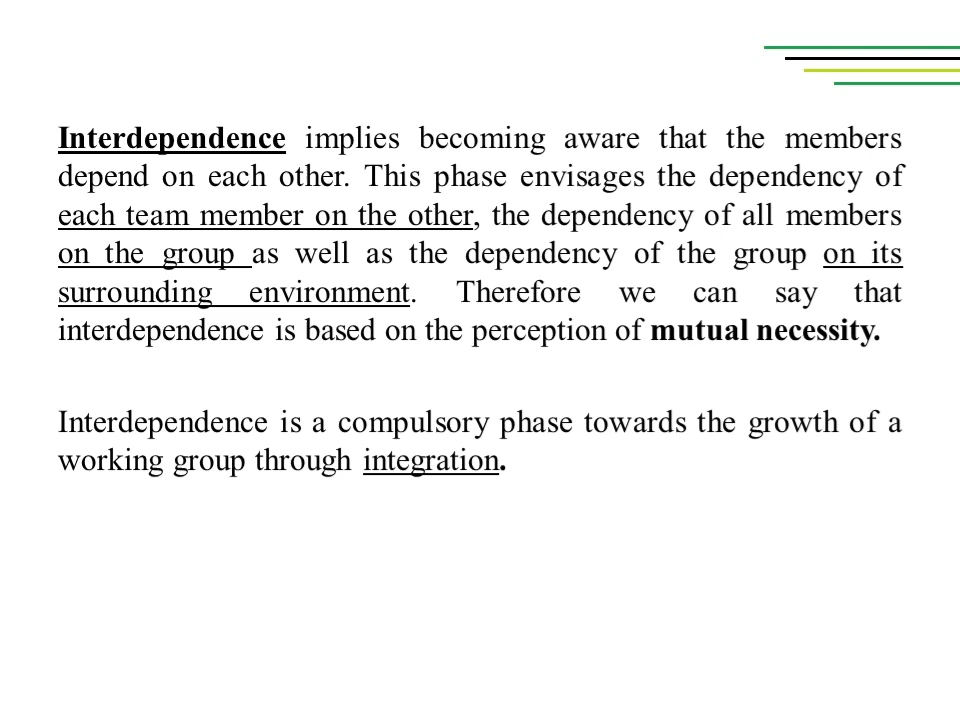 Interdependence implies becoming aware that the members
depend on each other. This phase envisages the dependency of
each team member on the other, the dependency of all members
on the group as well as the dependency of the group on its
surrounding environment. Therefore we can say that
interdependence is based on the perception of mutual necessity.
Interdependence is a compulsory phase towards the growth of a
working group through integration.